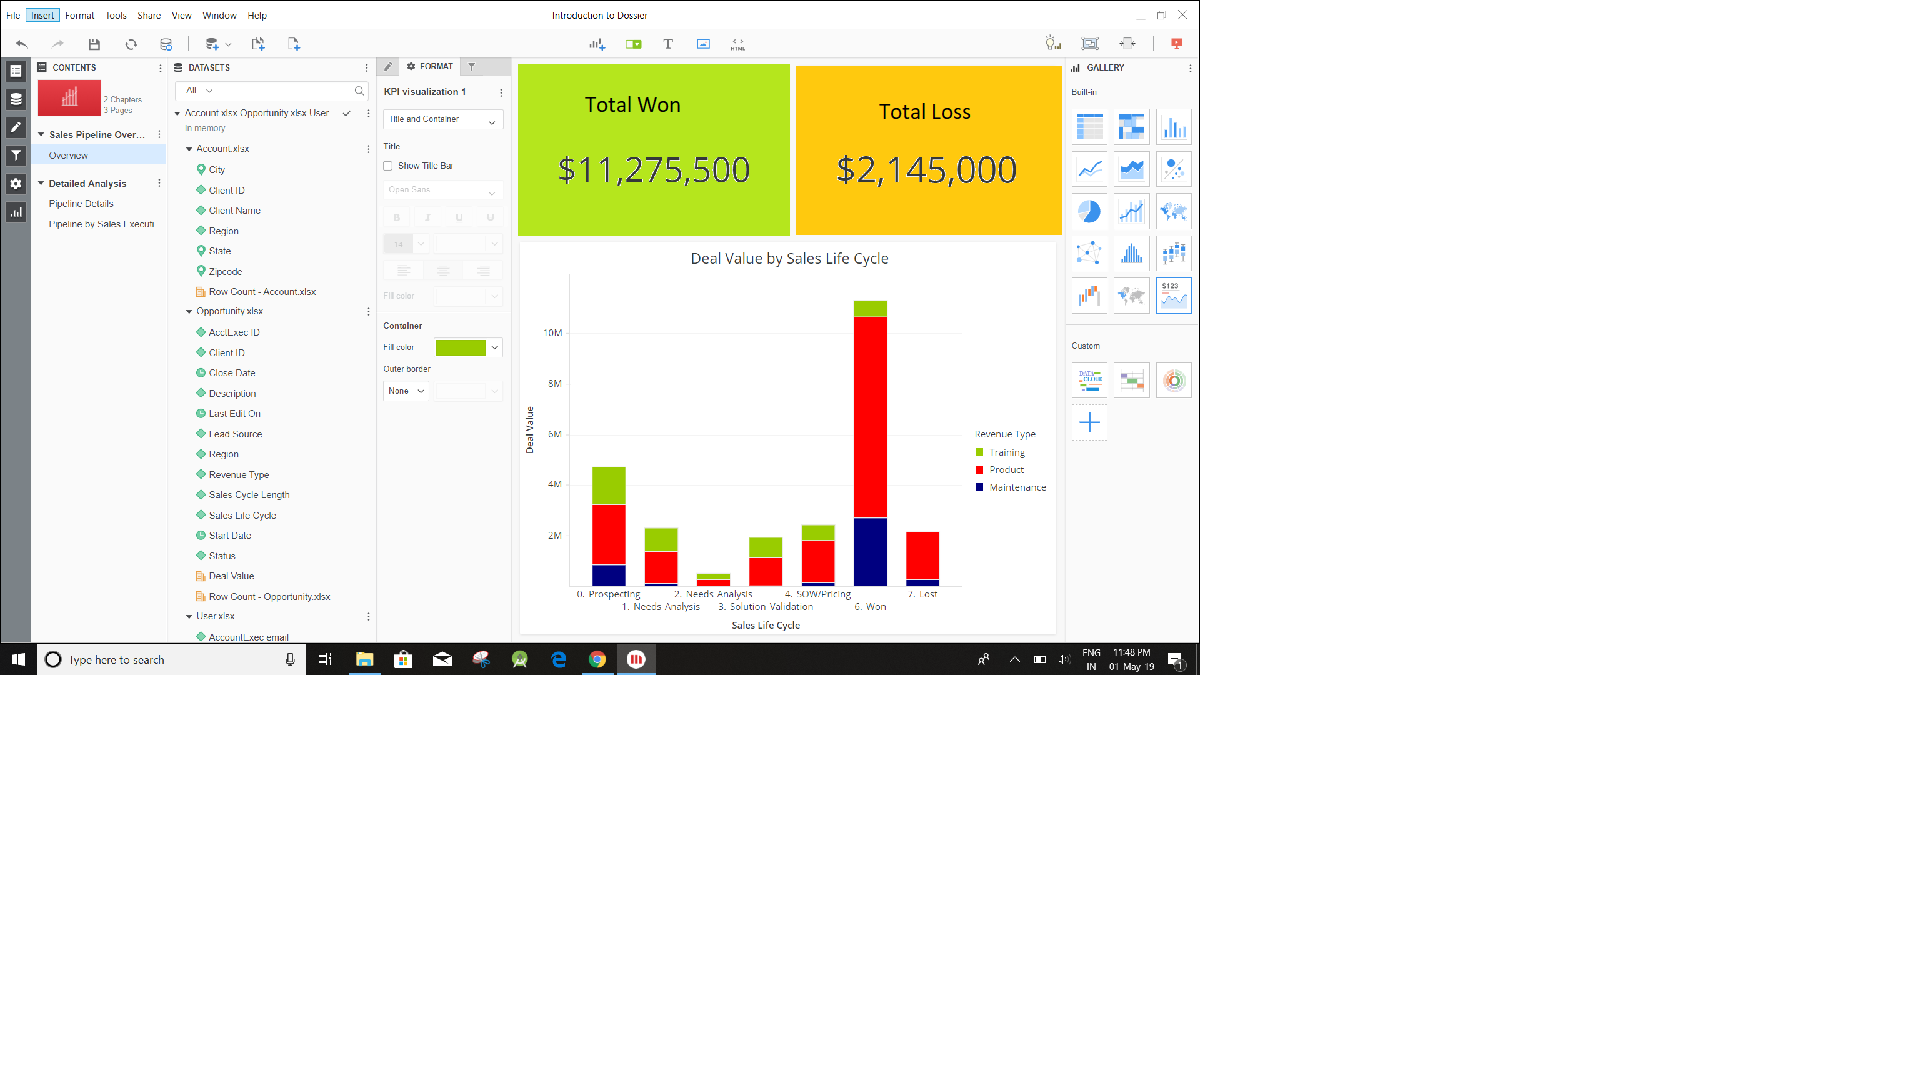 File Insert Format Tools Share View Window Help
Introduction to Dossier
HTML
CONTENTS
2 Chapters
3 Pages
Sales Pipeline Over...
Overview
Detailed Analysis
Pipeline Details
Pipeline by Sales Executi
DATASETS
All
Account.xlsx Opportunity.xlsx User
In memory
Account.xlsx
City
Client ID
Client Name
Region
State
Zipcode
Row Count - Account.xlsx
Opportunity.xlsx
AcctExec ID
Client ID
Close Date
Description
Last Edit On
Lead Source
Region
Revenue Type
Sales Cycle Length
Sales Life Cycle
Start Date
Status
Deal Value
Row Count - Opportunity.xlsx
User.xlsx
AccountExec email
FORMAT
KPI visualization 1
Title and Container
Title
Show Title Bar
Open Sans
B I U U
14
Fill color
Container
Fill color
Outer border
None
Total Won
$11,275,500
Total Loss
$2,145,000
Deal Value by Sales Life Cycle
Deal Value
10M
8M
6M
4M
2M
0. Prospecting
1. Needs Analysis
2. Needs Analysis
3. Solution Validation
4. SOW/Pricing
6. Won
7. Lost
Sales Life Cycle
Revenue Type
Training
Product
Maintenance
GALLERY
Built-in
$123
Custom
Type here to search
ENG
IN
11:48 PM
01-May-19
1